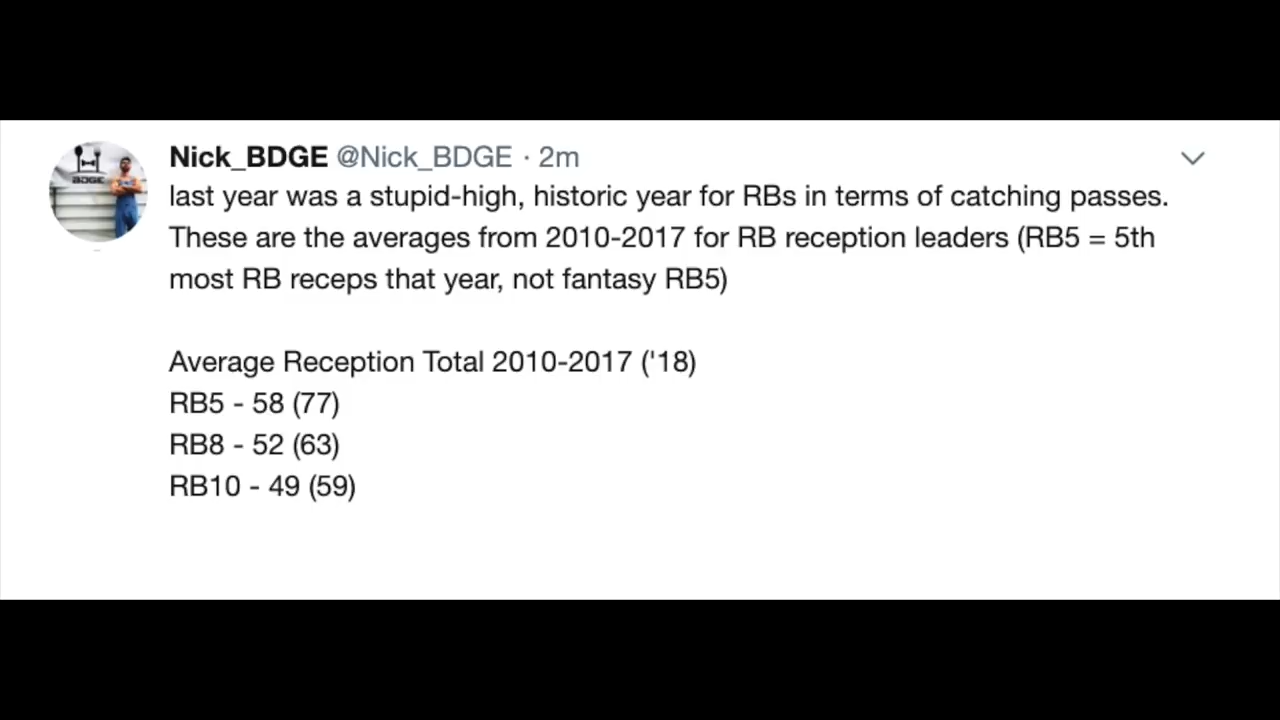 Nick_BDGE @Nick_BDGE · 2m
last year was a stupid-high, historic year for RBs in terms of catching passes.
These are the averages from 2010-2017 for RB reception leaders (RB5 = 5th
most RB receps that year, not fantasy RB5)
Average Reception Total 2010-2017 ('18)
RB5 - 58 (77)
RB8 - 52 (63)
RB10 - 49 (59)
BDGE